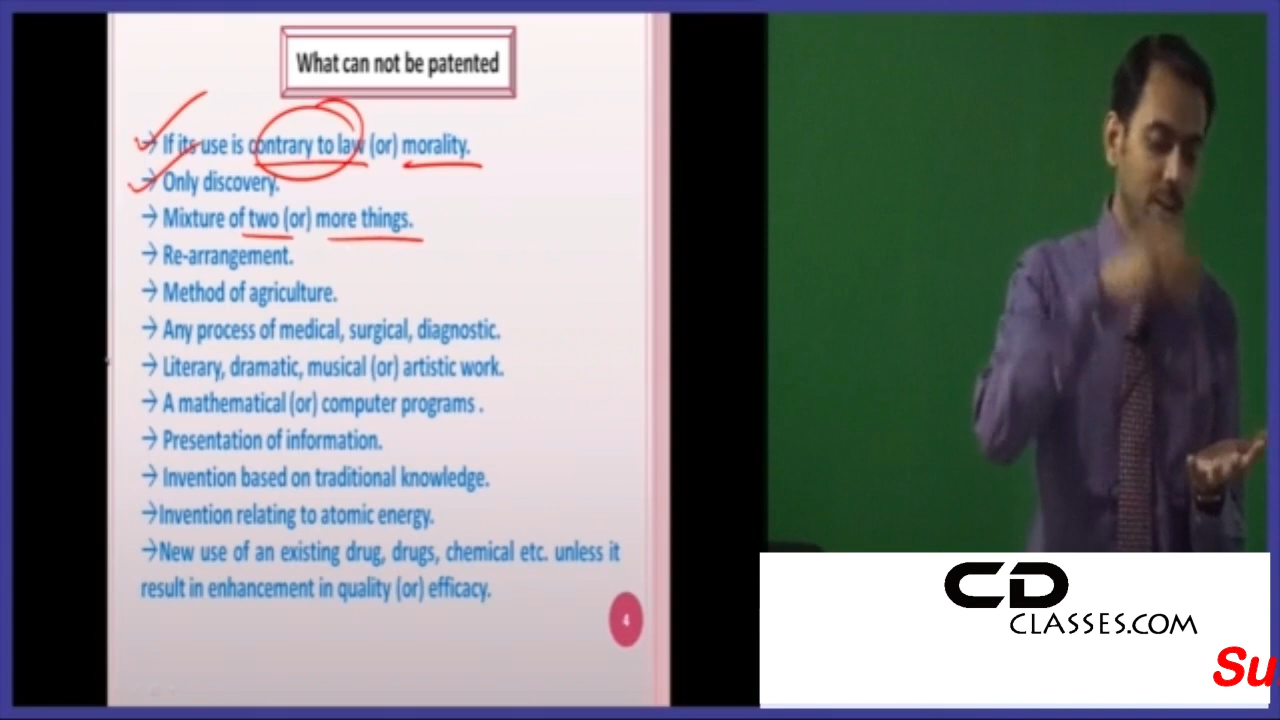 What can not be patented
→ If its use is contrary to law (or) morality.
→ Only discovery.
→ Mixture of two (or) more things.
→ Re-arrangement.
→ Method of agriculture.
→ Any process of medical, surgical, diagnostic.
→ Literary, dramatic, musical (or) artistic work.
→ A mathematical (or) computer programs .
→ Presentation of information.
→ Invention based on traditional knowledge.
→Invention relating to atomic energy.
→New use of an existing drug, drugs, chemical etc. unless it
result in enhancement in quality (or) efficacy.
4
CD
CLASSES.COM
Su